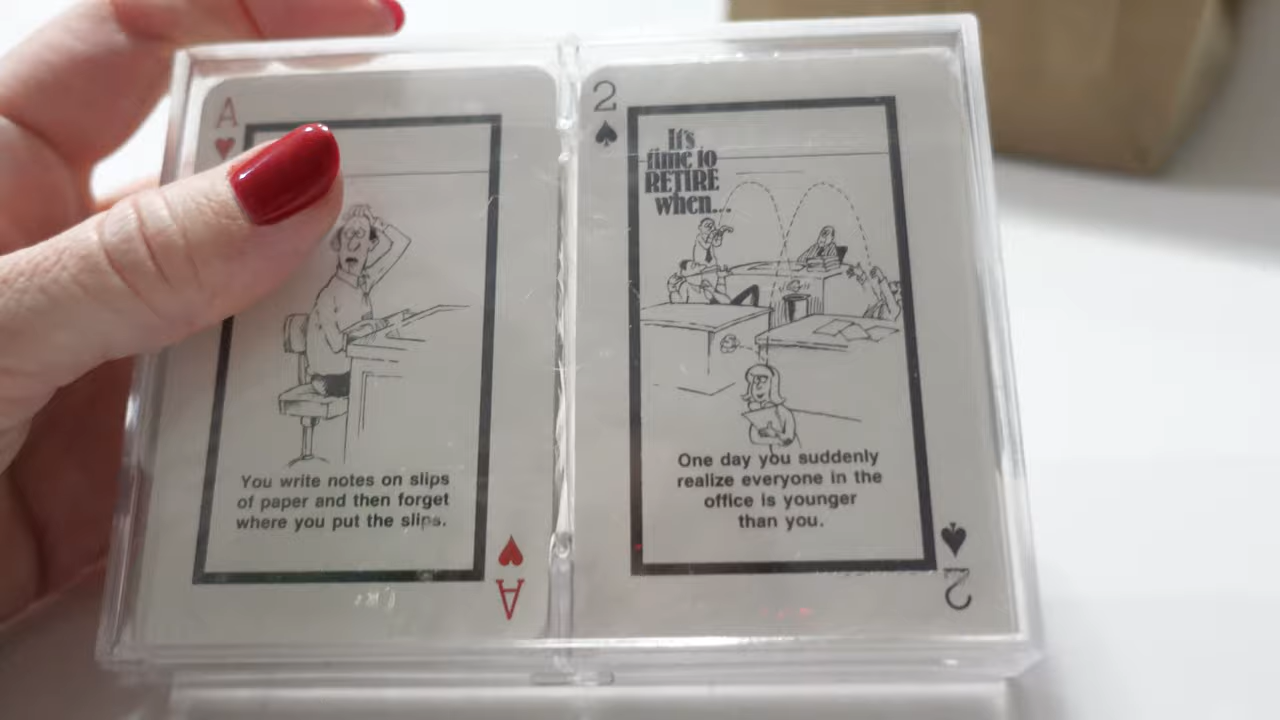 A
You write notes on slips
of paper and then forget
where you put the slips.
A
2
It's
time to
RETIRE
when...
One day you suddenly
realize everyone in the
office is younger
than you.
2